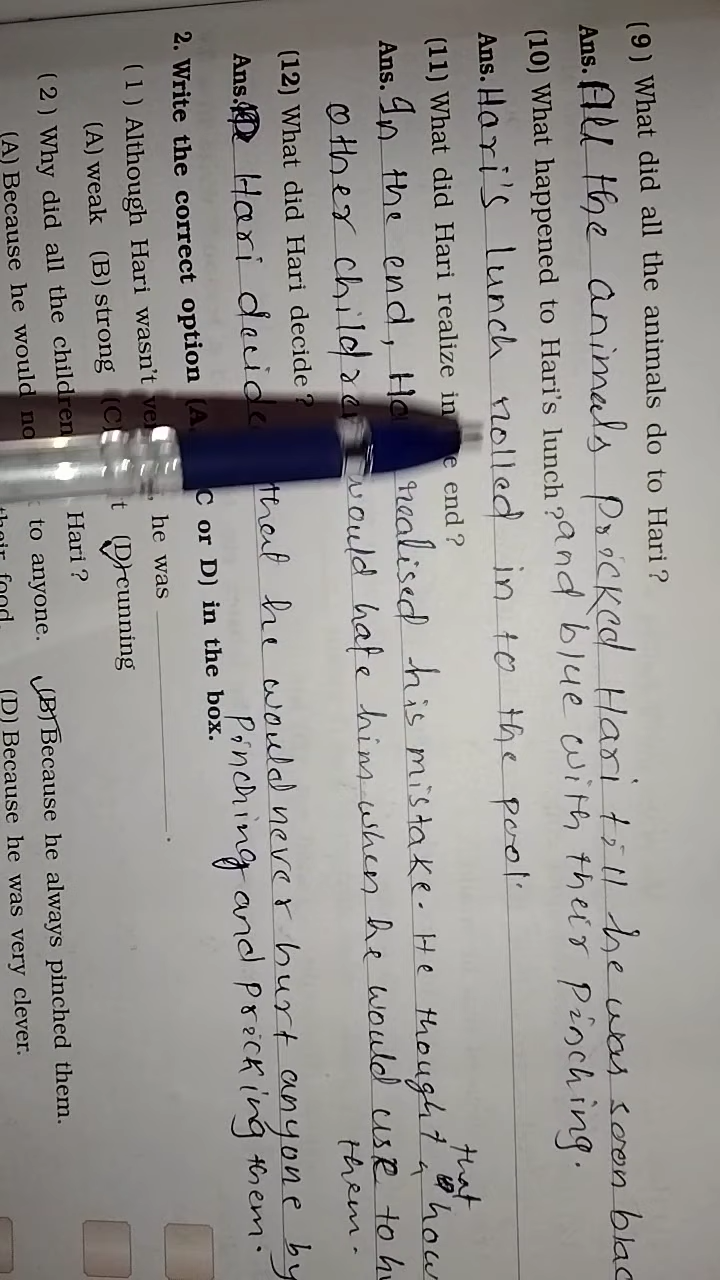 (9) What did all the animals do to Hari?
Ans. All the animals Pricked Hari till he was soon
and blue with their Pinching.
(10) What happened to Hari's lunch?
Ans. Hari's lunch rolled in to the pool.
(11) What did Hari realize in end?
Ans. In the end, realised his mistake. He thought that how
other would hate him when he would use to
them.
(12) What did Hari decide?
Ans. Hari decide that he would never hurt anyone by
Pinching and pricking them.
2. Write the correct option (A, C or D) in the box.
(1) Although Hari wasn't he was ______.
(A) weak (B) strong (C) (D) cunning
(2) Why did all the children Hari?
(A) Because he would to anyone. (B) Because he always pinched them.
their food. (D) Because he was very clever.